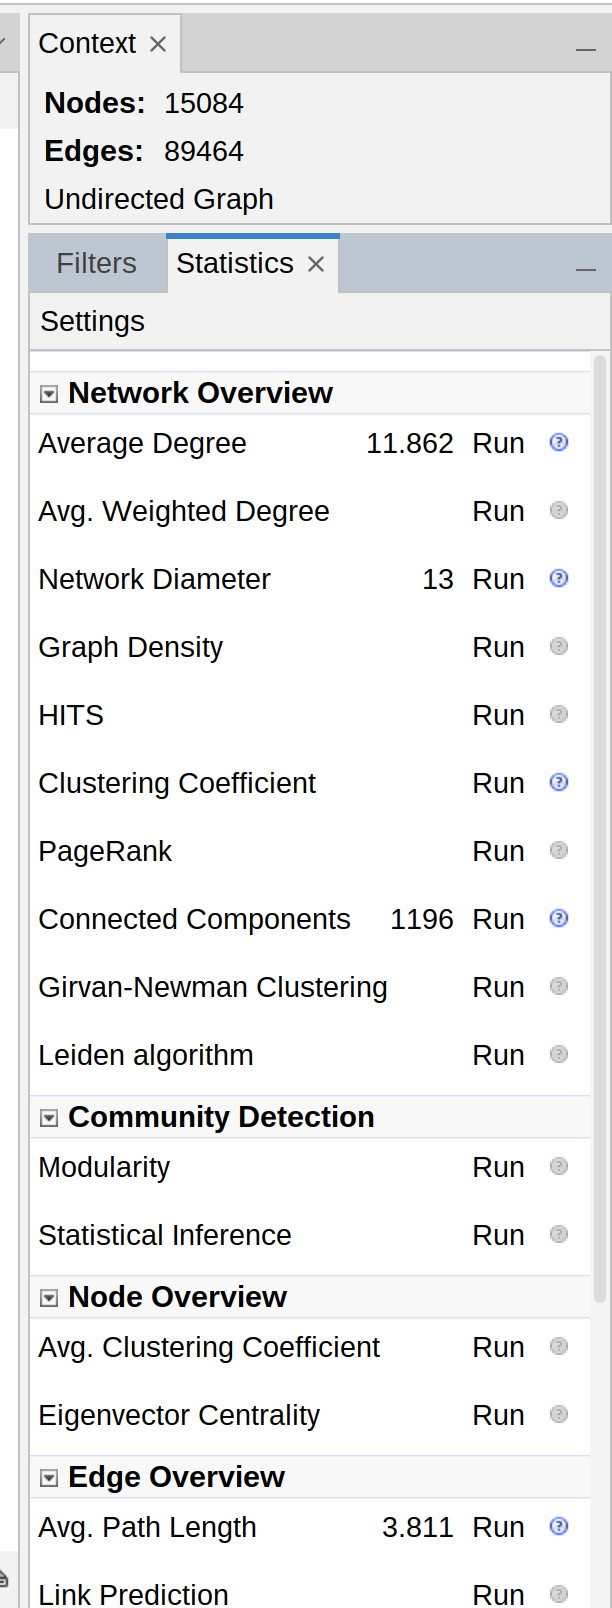 Context
Nodes: 15084
Edges: 89464
Undirected Graph
Filters Statistics
Settings
Network Overview
Average Degree 11.862 Run ?
Avg. Weighted Degree Run ?
Network Diameter 13 Run ?
Graph Density Run ?
HITS Run ?
Clustering Coefficient Run ?
PageRank Run ?
Connected Components 1196 Run ?
Girvan-Newman Clustering Run ?
Leiden algorithm Run ?
Community Detection
Modularity Run ?
Statistical Inference Run ?
Node Overview
Avg. Clustering Coefficient Run ?
Eigenvector Centrality Run ?
Edge Overview
Avg. Path Length 3.811 Run ?
Link Prediction Run ?